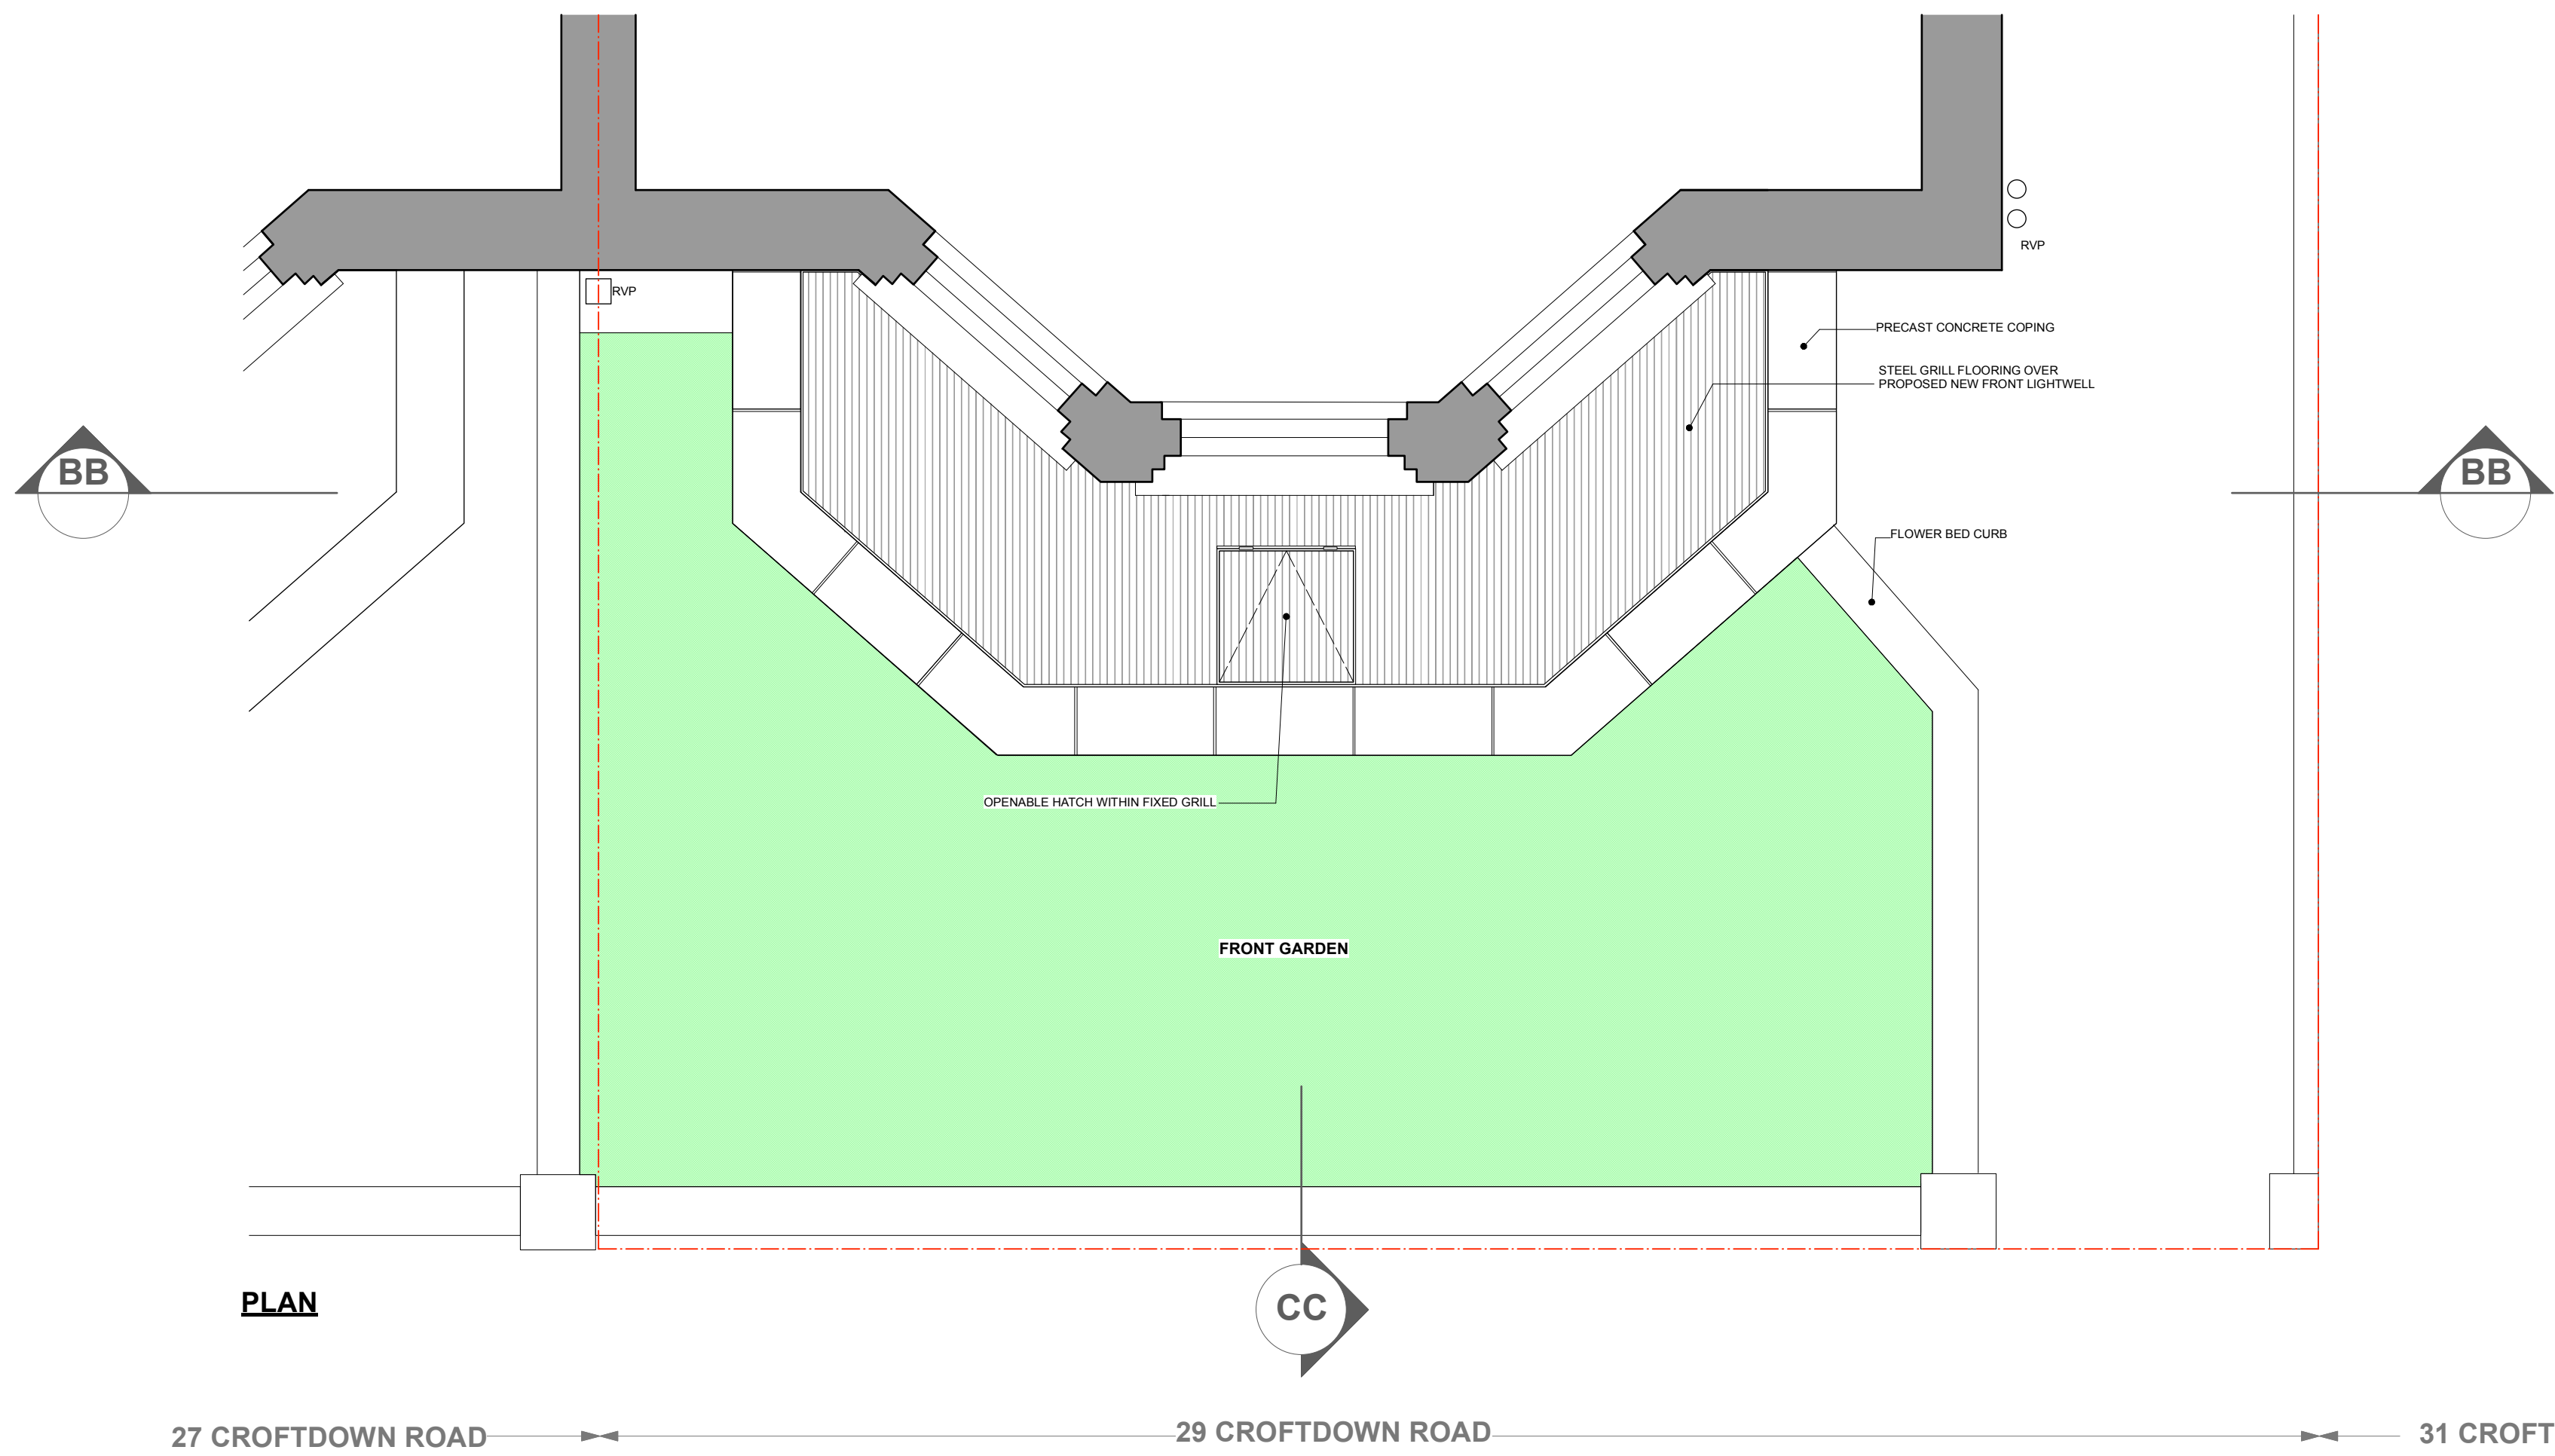 RVP
RVP
PRECAST CONCRETE COPING
STEEL GRILL FLOORING OVER
PROPOSED NEW FRONT LIGHTWELL
BB
BB
FLOWER BED CURB
OPENABLE HATCH WITHIN FIXED GRILL
FRONT GARDEN
PLAN
CC
27 CROFTDOWN ROAD
29 CROFTDOWN ROAD
31 CROFT